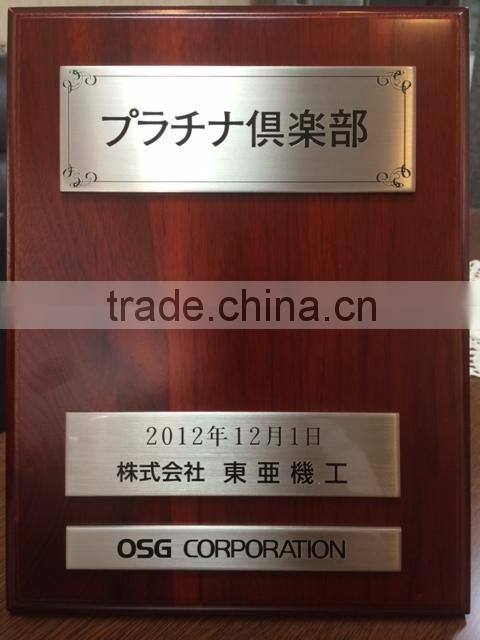 プラチナ倶楽部
trade.china.cn
2012年12月1日
株式会社 東亜機工
OSG CORPORATION